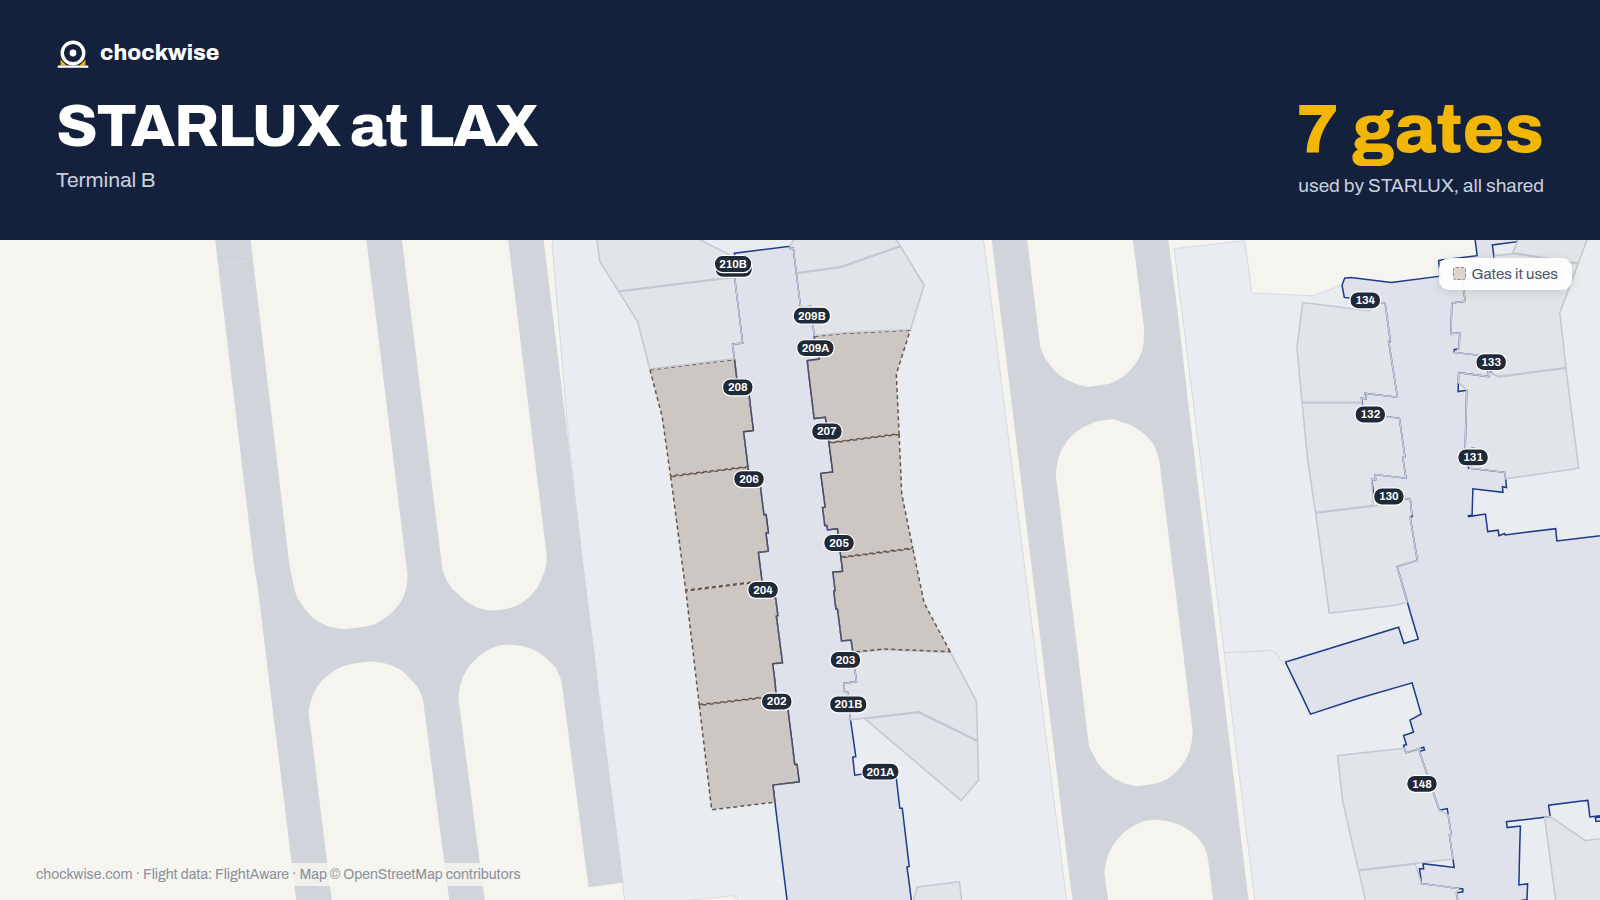 chockwise
STARLUX at LAX
Terminal B
7 gates
used by STARLUX, all shared
Gates it uses
210B
209B
209A
208
207
206
205
204
203
202
201B
201A
134
133
132
131
130
148
chockwise.com · Flight data: FlightAware · Map © OpenStreetMap contributors